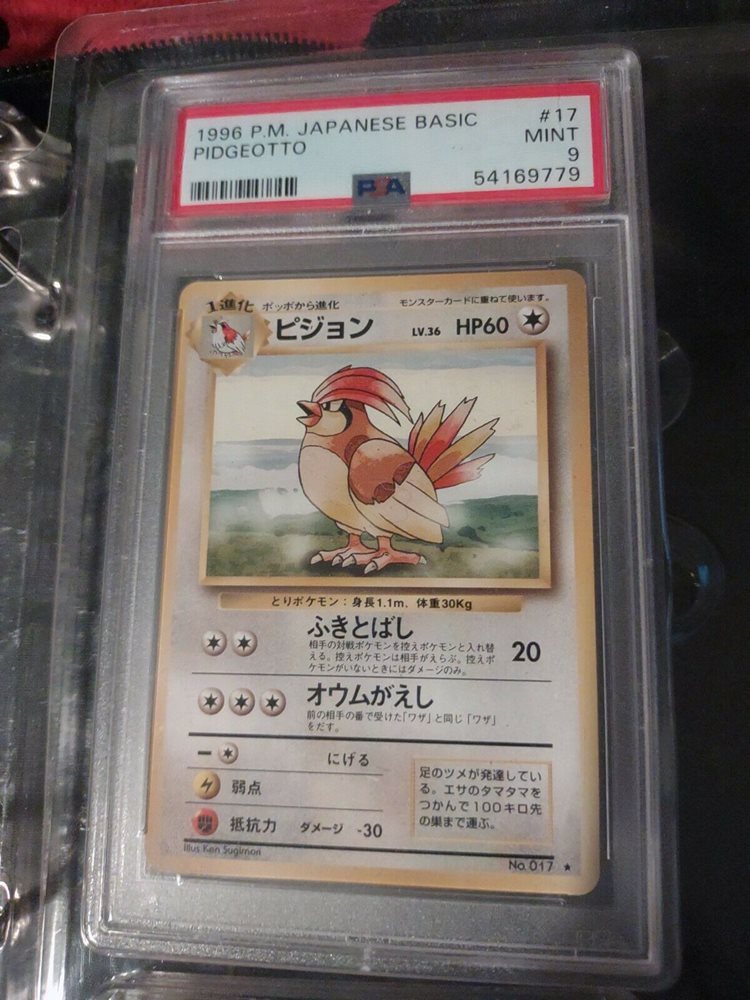 1996 P.M. JAPANESE BASIC #17
PIDGEOTTO MINT
9
PSA 54169779
1進化 ポッポから進化 モンスターカードに重ねて使います。
ピジョン LV.36 HP60
とりポケモン：身長1.1m、体重30Kg
ふきとばし 20
相手の対戦ポケモンを控えポケモンと入れ替
える。控えポケモンは相手がえらぶ。控えポ
ケモンがいないときにはダメージのみ。
オウムがえし
前の相手の番で受けた「ワザ」と同じ「ワザ」
をだす。
にげる
弱点
抵抗力 ダメージ -30
足のツメが発達してい
る。エサのタマタマを
つかんで100キロ先
の巣まで運ぶ。
Illus Ken Sugimori
No.017 ★